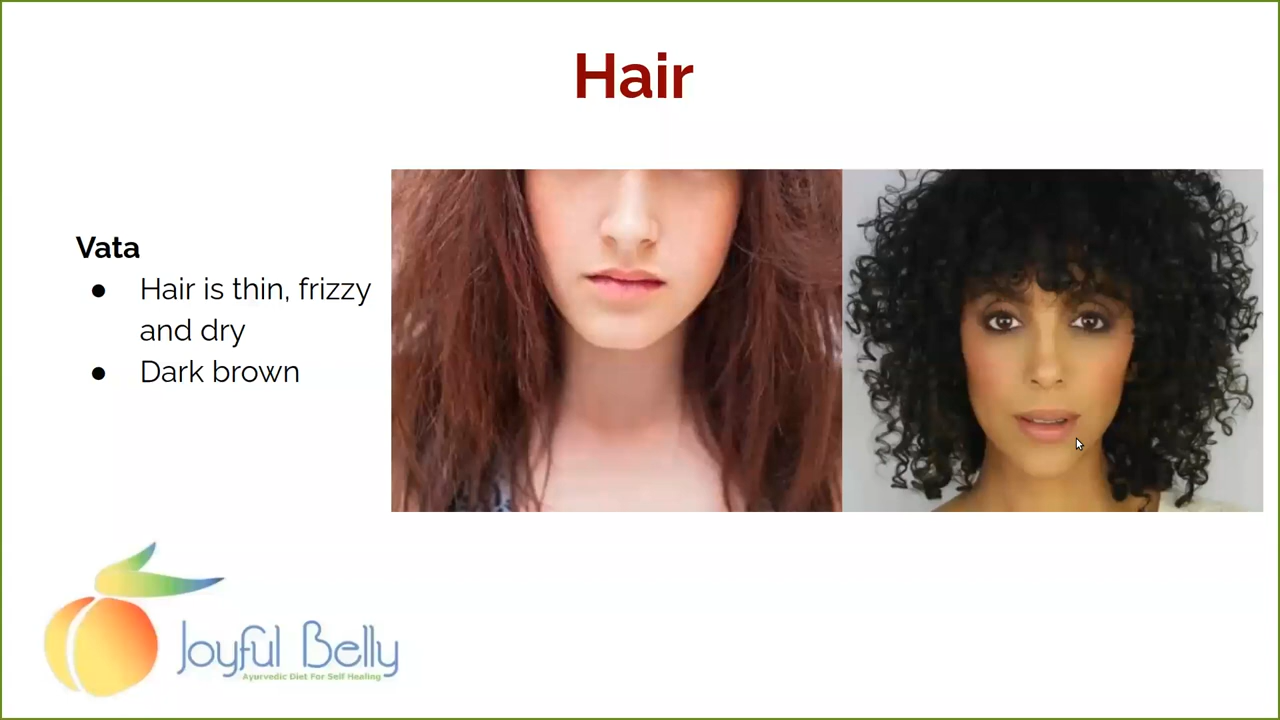 Hair
Vata
● Hair is thin, frizzy
and dry
● Dark brown
Joyful Belly
Ayurvedic Diet For Self Healing